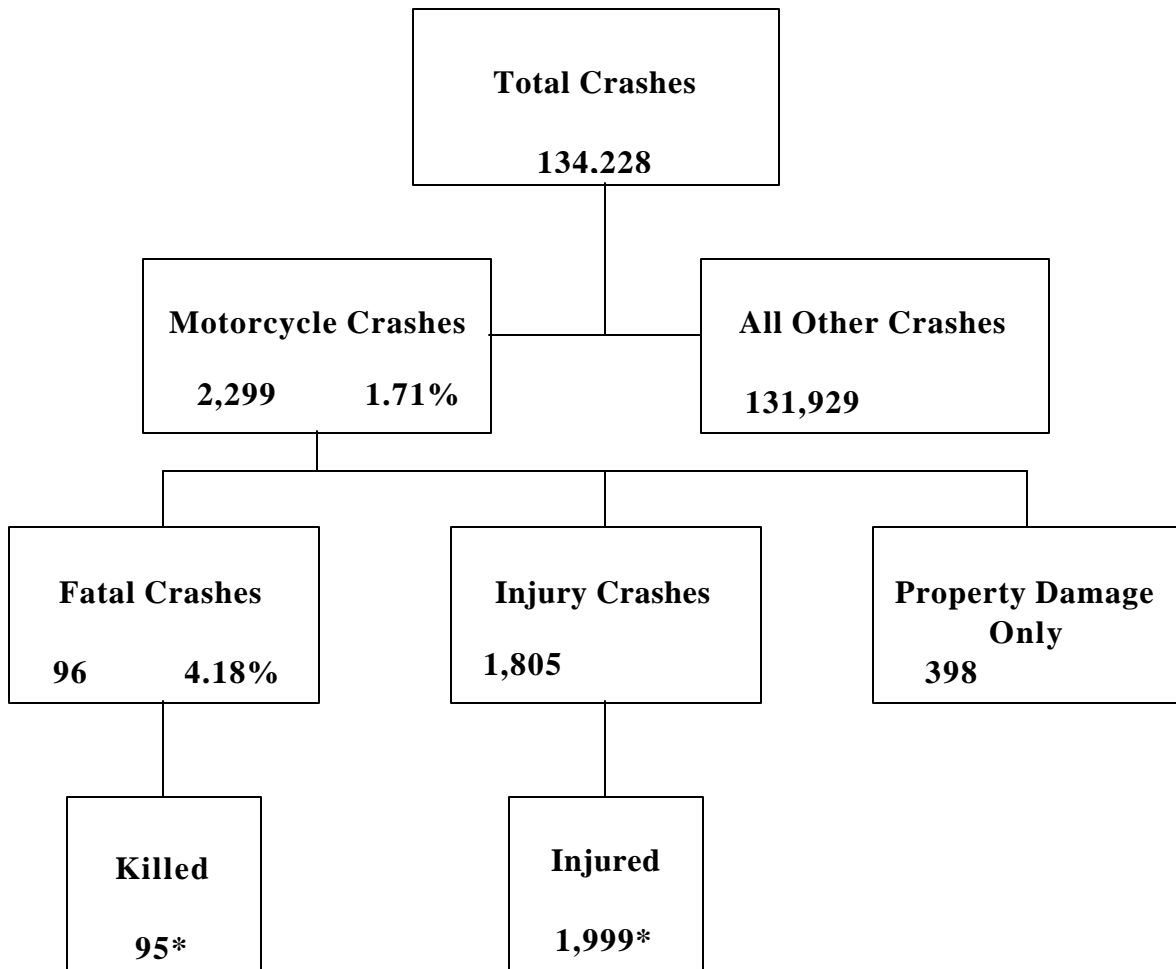 Total Crashes
134,228
Motorcycle Crashes
2,299 1.71%
All Other Crashes
131,929
Fatal Crashes
96 4.18%
Injury Crashes
1,805
Property Damage
Only
398
Killed
95*
Injured
1,999*